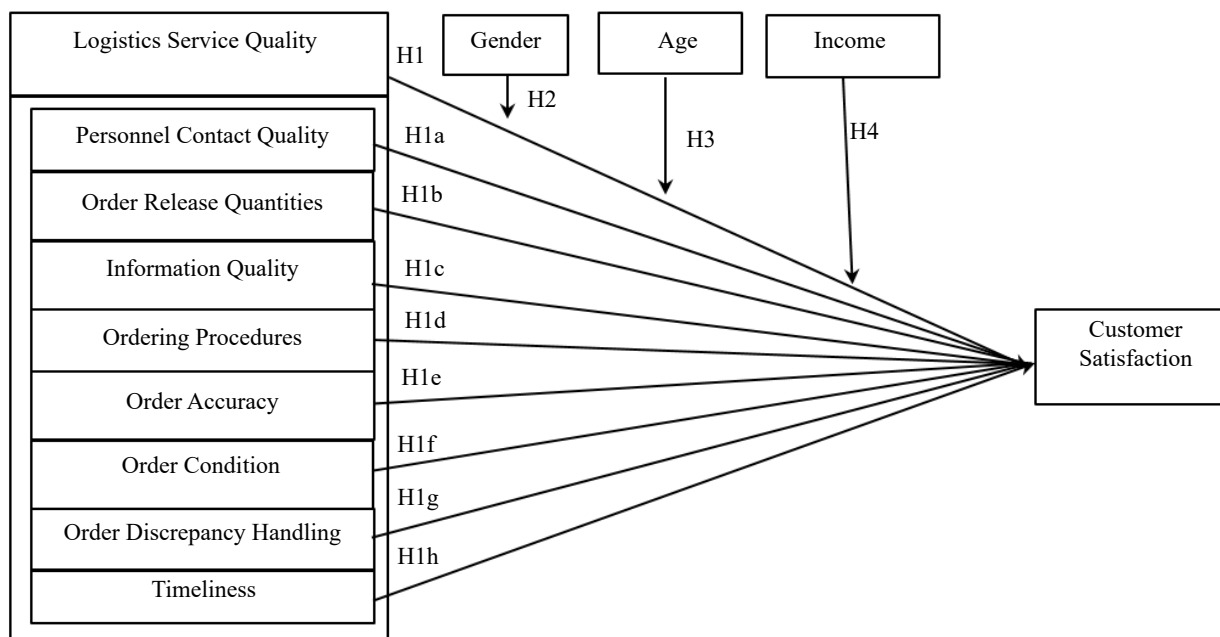 Logistics Service Quality
H1
Gender
Age
Income
H2
H3
H4
Personnel Contact Quality
H1a
Order Release Quantities
H1b
Information Quality
H1c
Ordering Procedures
H1d
Order Accuracy
H1e
Order Condition
H1f
Order Discrepancy Handling
H1g
Timeliness
H1h
Customer
Satisfaction